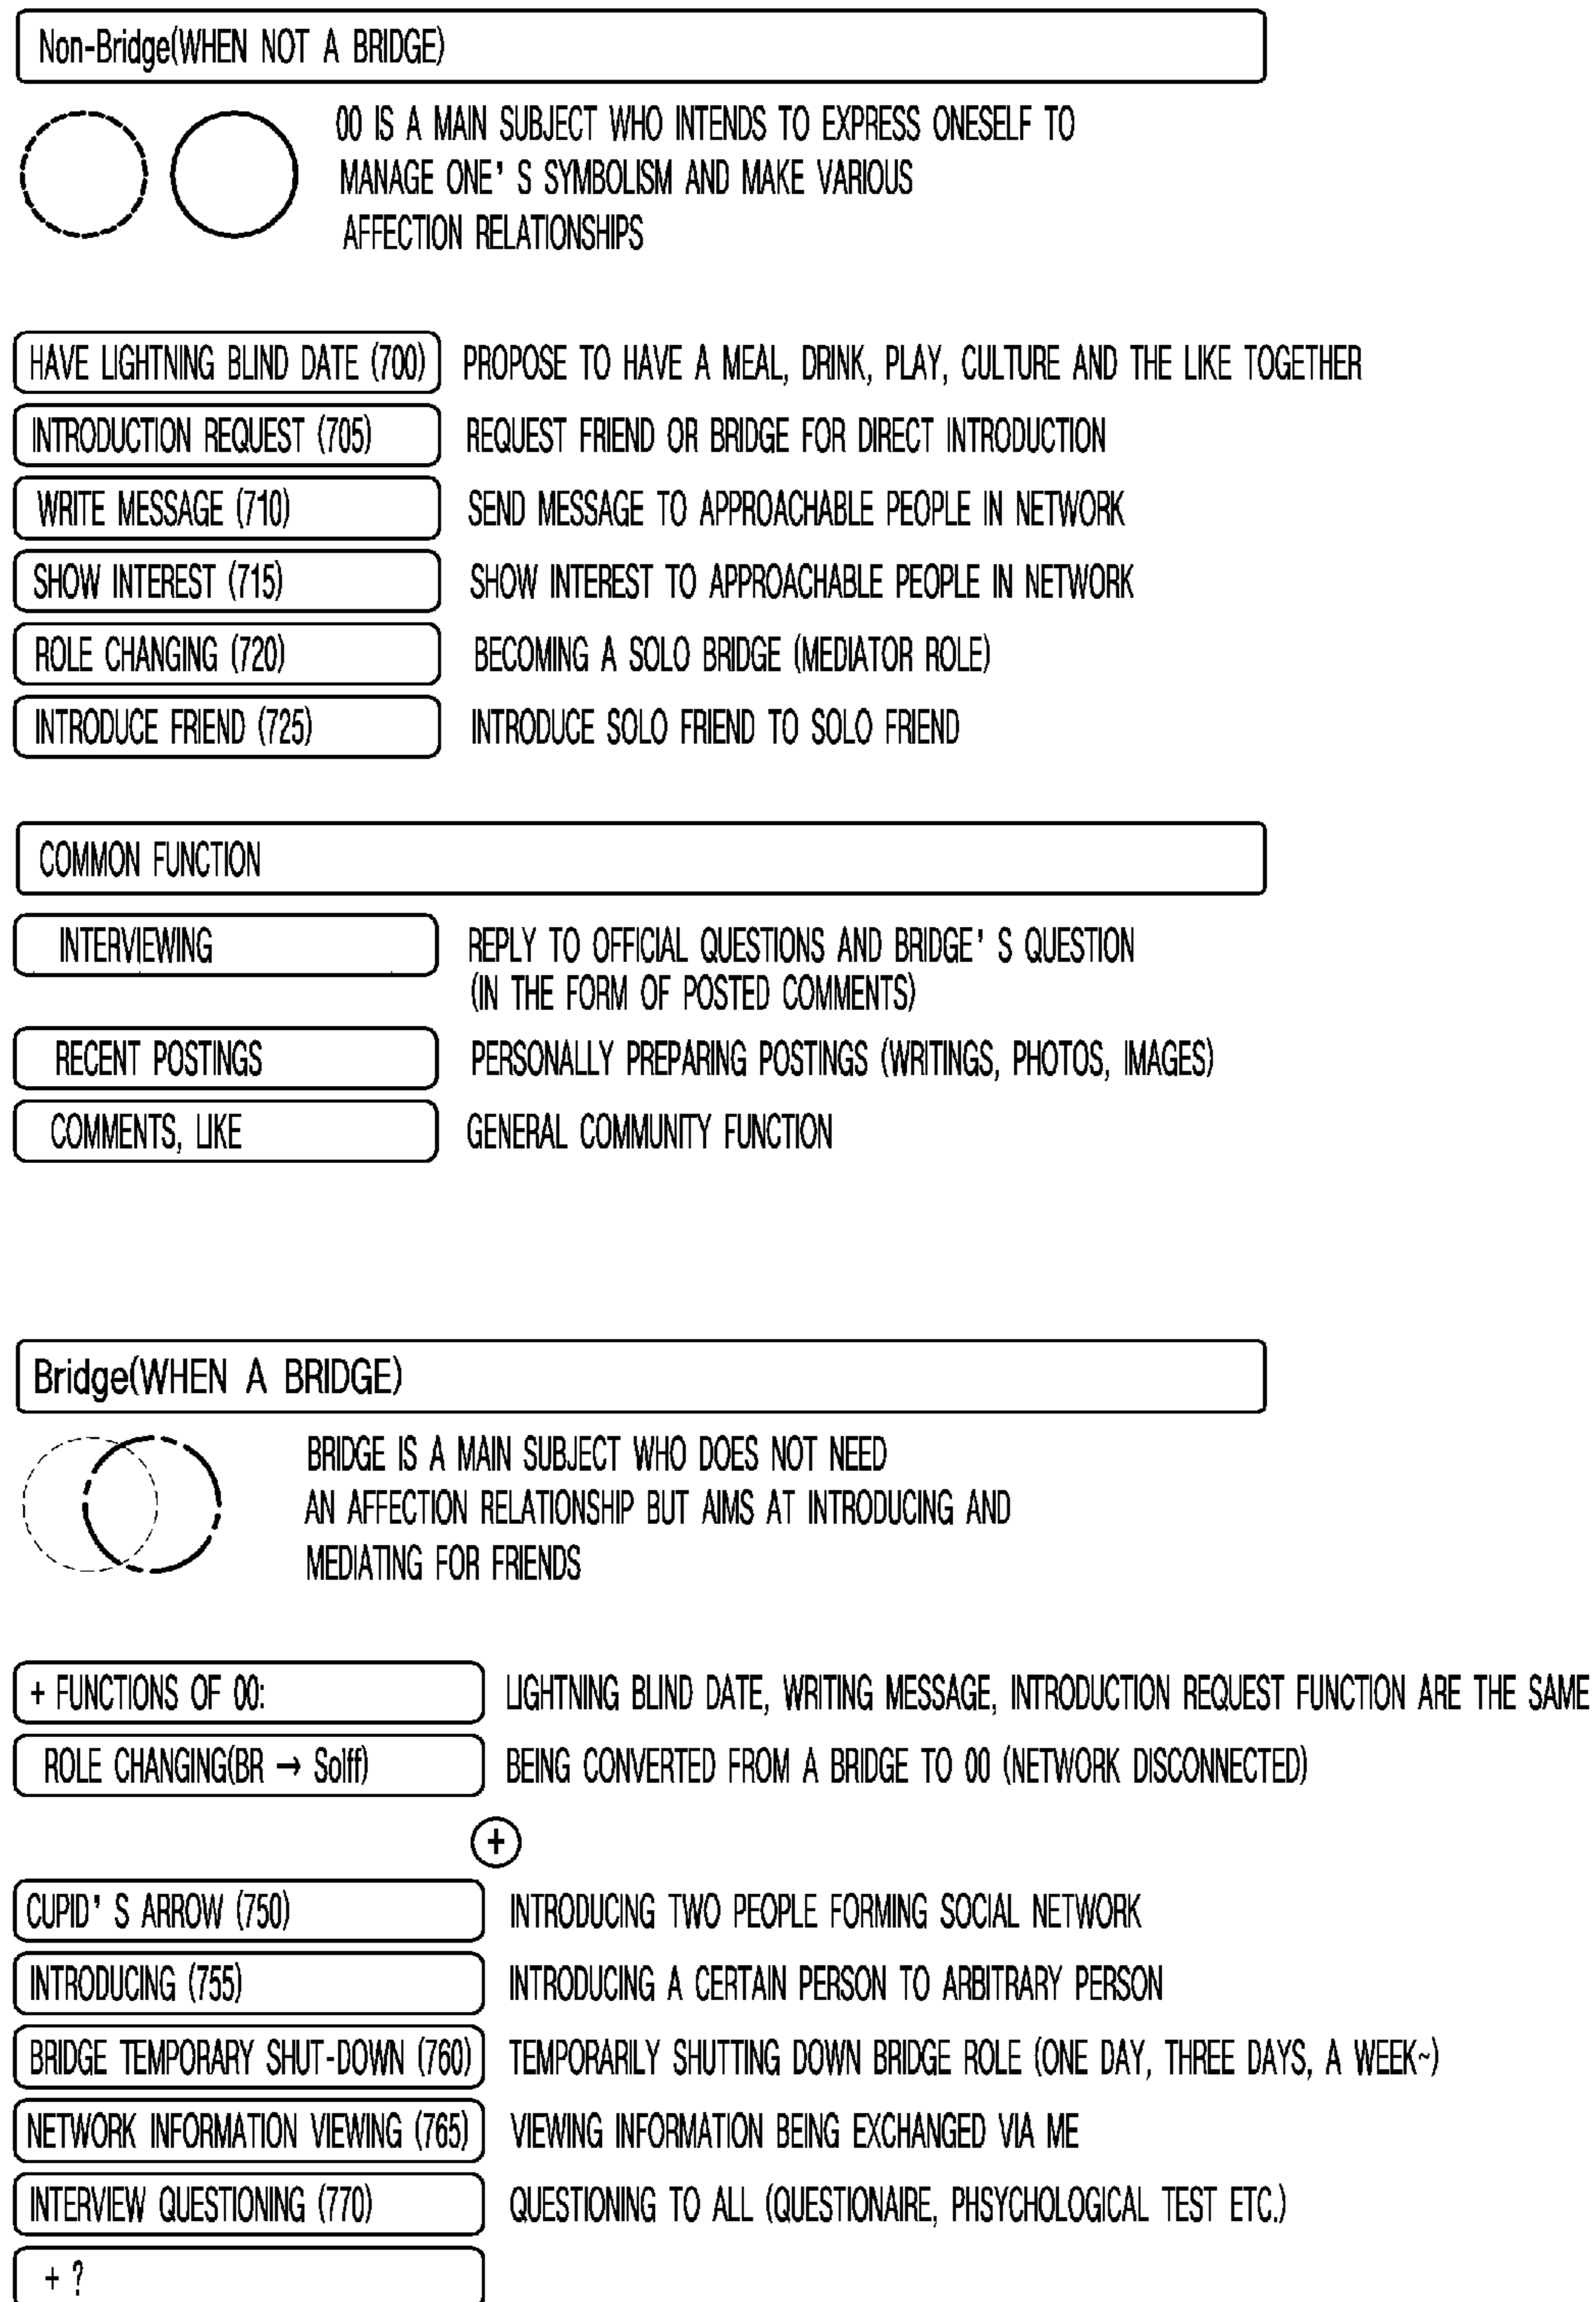 Non-Bridge(WHEN NOT A BRIDGE)
00 IS A MAIN SUBJECT WHO INTENDS TO EXPRESS ONESELF TO
MANAGE ONE' S SYMBOLISM AND MAKE VARIOUS
AFFECTION RELATIONSHIPS
HAVE LIGHTNING BLIND DATE (700) PROPOSE TO HAVE A MEAL, DRINK, PLAY, CULTURE AND THE LIKE TOGETHER
INTRODUCTION REQUEST (705) REQUEST FRIEND OR BRIDGE FOR DIRECT INTRODUCTION
WRITE MESSAGE (710) SEND MESSAGE TO APPROACHABLE PEOPLE IN NETWORK
SHOW INTEREST (715) SHOW INTEREST TO APPROACHABLE PEOPLE IN NETWORK
ROLE CHANGING (720) BECOMING A SOLO BRIDGE (MEDIATOR ROLE)
INTRODUCE FRIEND (725) INTRODUCE SOLO FRIEND TO SOLO FRIEND
COMMON FUNCTION
INTERVIEWING REPLY TO OFFICIAL QUESTIONS AND BRIDGE' S QUESTION
(IN THE FORM OF POSTED COMMENTS)
RECENT POSTINGS PERSONALLY PREPARING POSTINGS (WRITINGS, PHOTOS, IMAGES)
COMMENTS, LIKE GENERAL COMMUNITY FUNCTION
Bridge(WHEN A BRIDGE)
BRIDGE IS A MAIN SUBJECT WHO DOES NOT NEED
AN AFFECTION RELATIONSHIP BUT AIMS AT INTRODUCING AND
MEDIATING FOR FRIENDS
+ FUNCTIONS OF 00: LIGHTNING BLIND DATE, WRITING MESSAGE, INTRODUCTION REQUEST FUNCTION ARE THE SAME
ROLE CHANGING(BR → Solff) BEING CONVERTED FROM A BRIDGE TO 00 (NETWORK DISCONNECTED)
+
CUPID' S ARROW (750) INTRODUCING TWO PEOPLE FORMING SOCIAL NETWORK
INTRODUCING (755) INTRODUCING A CERTAIN PERSON TO ARBITRARY PERSON
BRIDGE TEMPORARY SHUT-DOWN (760) TEMPORARILY SHUTTING DOWN BRIDGE ROLE (ONE DAY, THREE DAYS, A WEEK~)
NETWORK INFORMATION VIEWING (765) VIEWING INFORMATION BEING EXCHANGED VIA ME
INTERVIEW QUESTIONING (770) QUESTIONING TO ALL (QUESTIONAIRE, PHSYCHOLOGICAL TEST ETC.)
+ ?